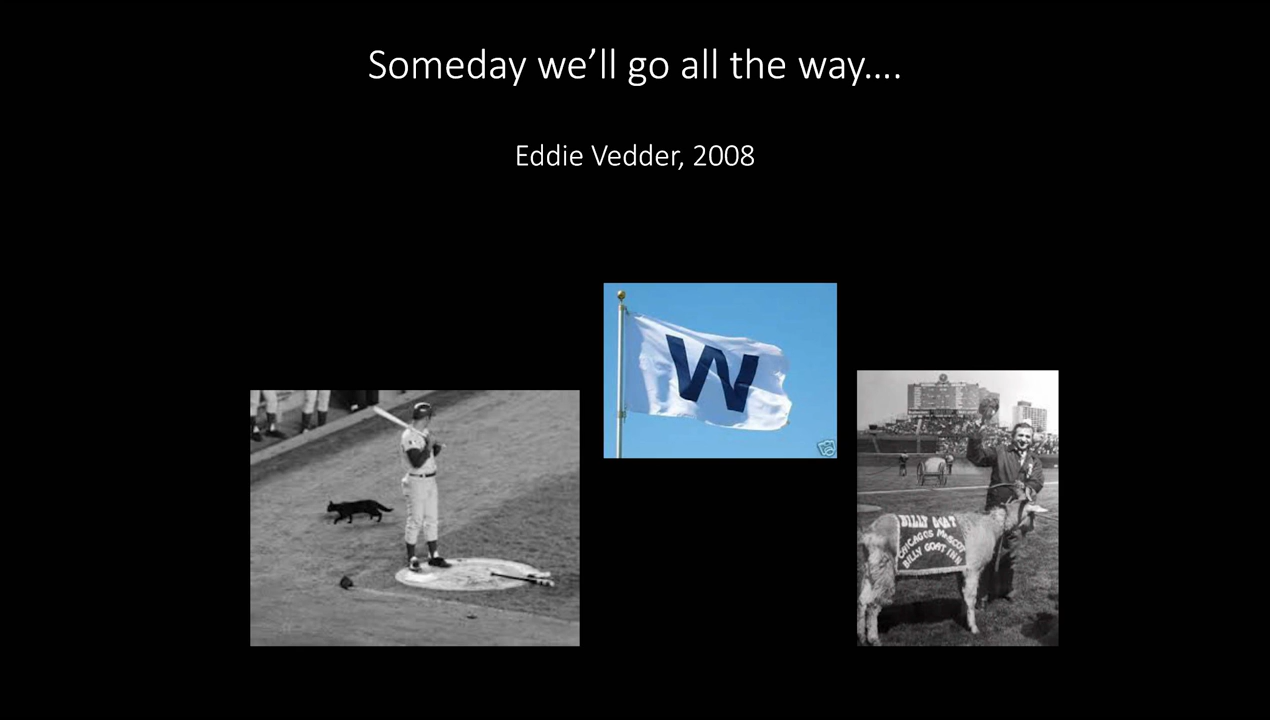 Someday we’ll go all the way....
Eddie Vedder, 2008
W
BILLY GOAT
CHICAGOS MASCOT
BILLY GOAT INN